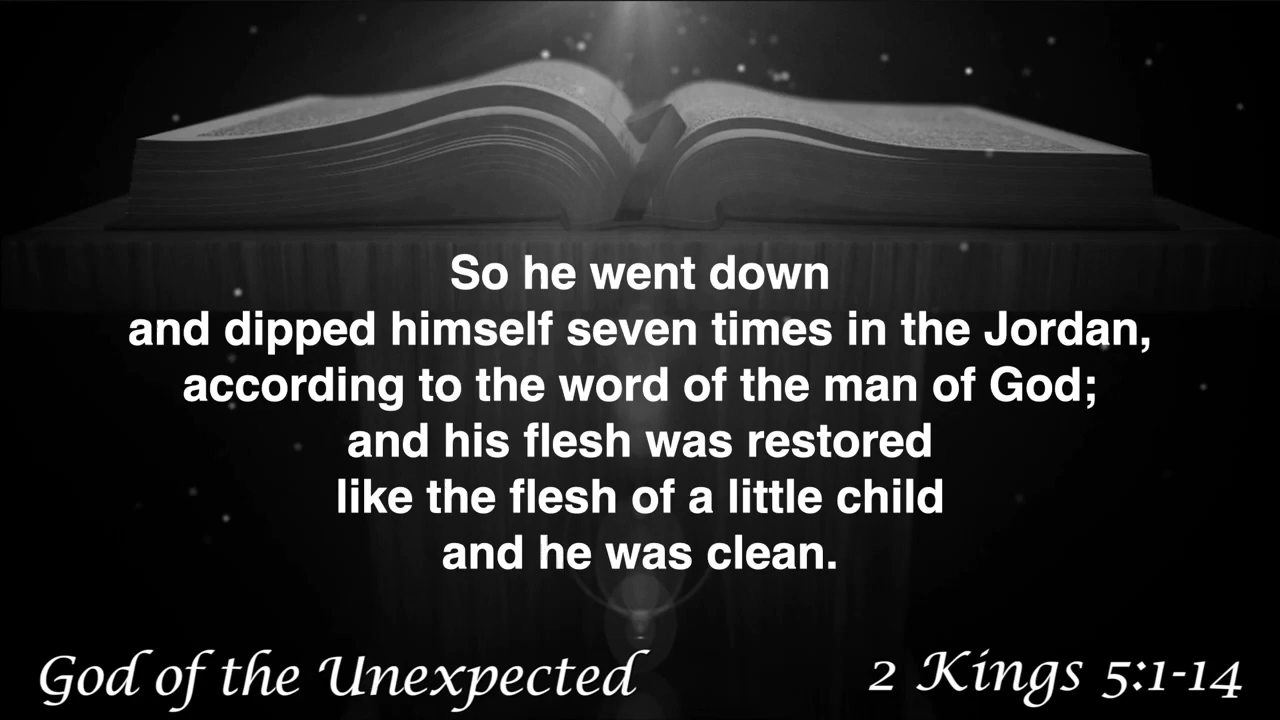 So he went down
and dipped himself seven times in the Jordan,
according to the word of the man of God;
and his flesh was restored
like the flesh of a little child
and he was clean.
God of the Unexpected
2 Kings 5:1-14